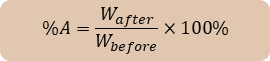 %A = W_after / W_before × 100%